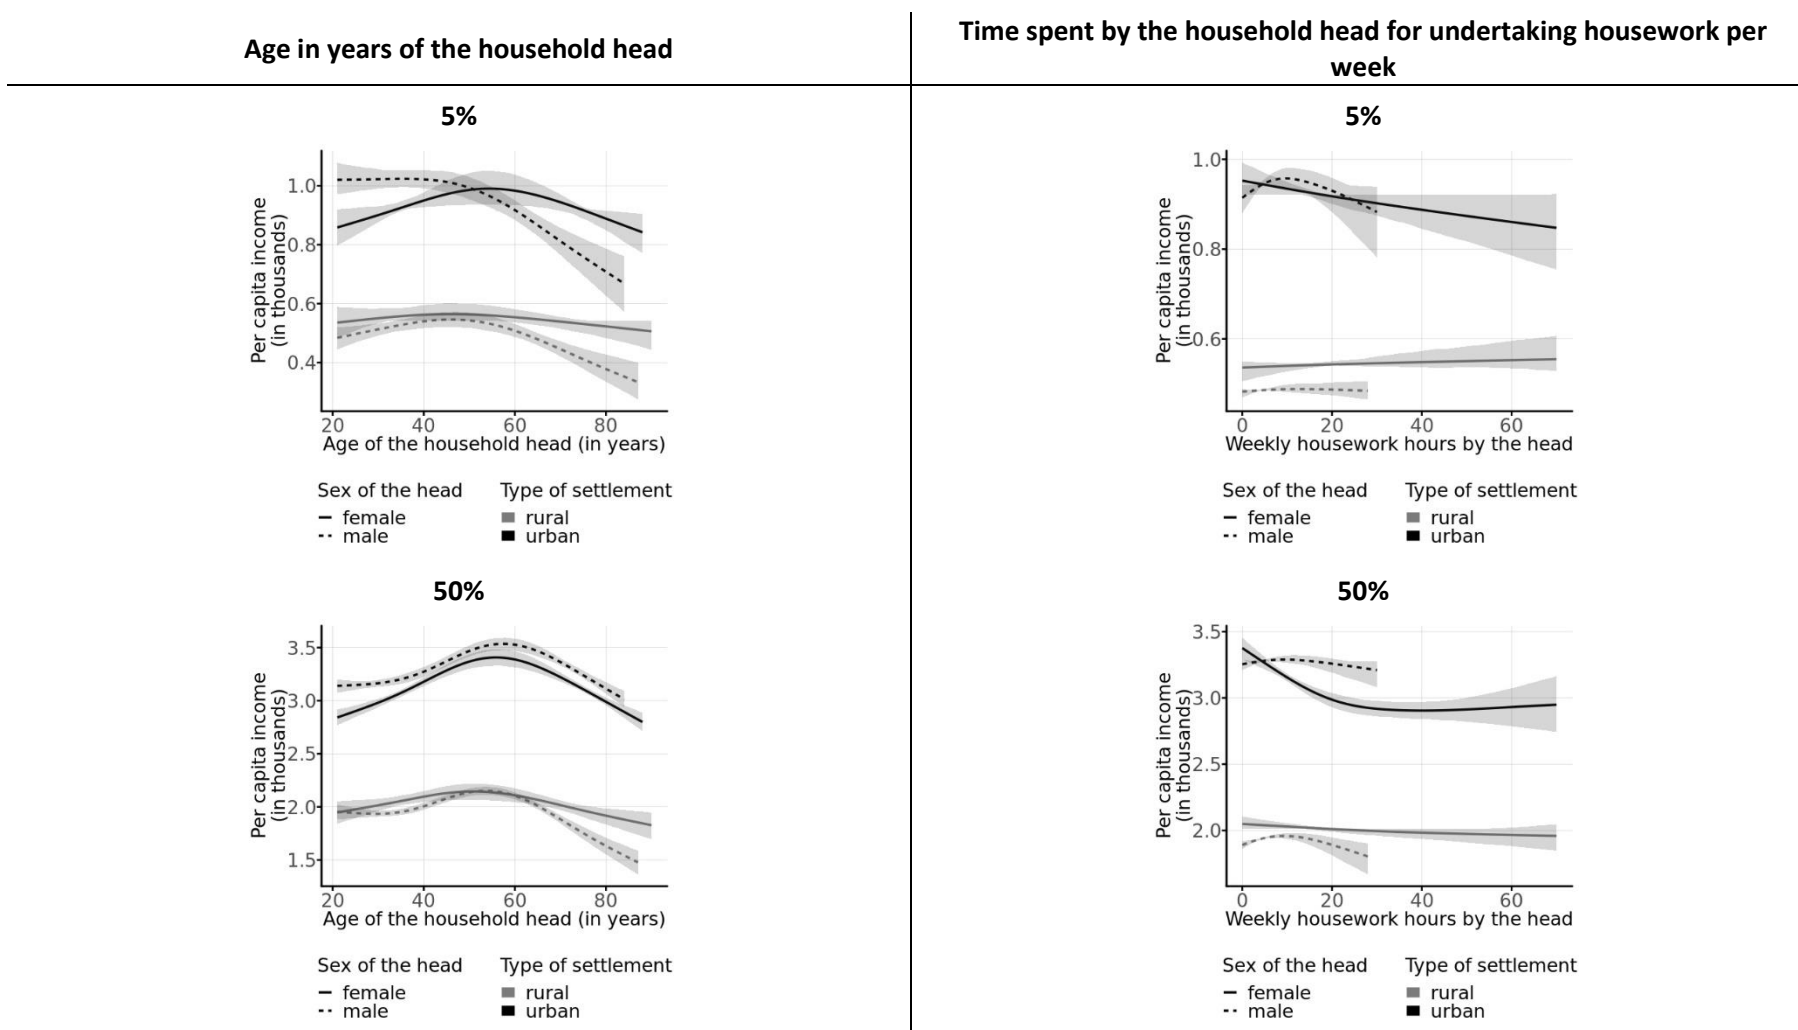 Age in years of the household head
Time spent by the household head for undertaking housework per
week
5%
Per capita income
(in thousands)
1.0
0.8
0.6
0.4
20 40 60 80
Age of the household head (in years)
Sex of the head Type of settlement
female rural
male urban
5%
Per capita income
(in thousands)
1.0
0.8
0.6
0 20 40 60
Weekly housework hours by the head
Sex of the head Type of settlement
female rural
male urban
50%
Per capita income
(in thousands)
3.5
3.0
2.5
2.0
1.5
20 40 60 80
Age of the household head (in years)
Sex of the head Type of settlement
female rural
male urban
50%
Per capita income
(in thousands)
3.5
3.0
2.5
2.0
0 20 40 60
Weekly housework hours by the head
Sex of the head Type of settlement
female rural
male urban